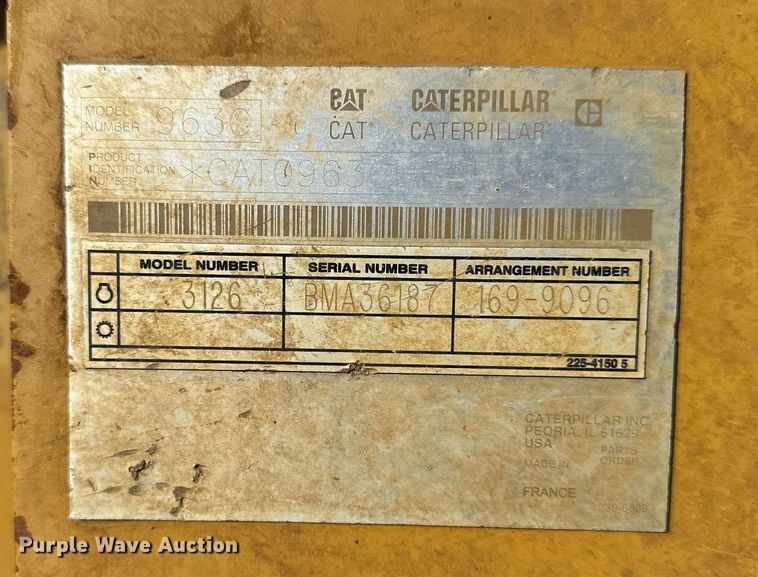 MODEL NUMBER 963C
CAT CATERPILLAR
CAT® CATERPILLAR®
PRODUCT IDENTIFICATION NUMBER *CAT0963C
MODEL NUMBER SERIAL NUMBER ARRANGEMENT NUMBER
3126 BMA36187 169-9096
225-4150 5
CATERPILLAR INC
PEORIA, IL 61629
USA
PARTS ORDER
MADE IN
FRANCE
Purple Wave Auction